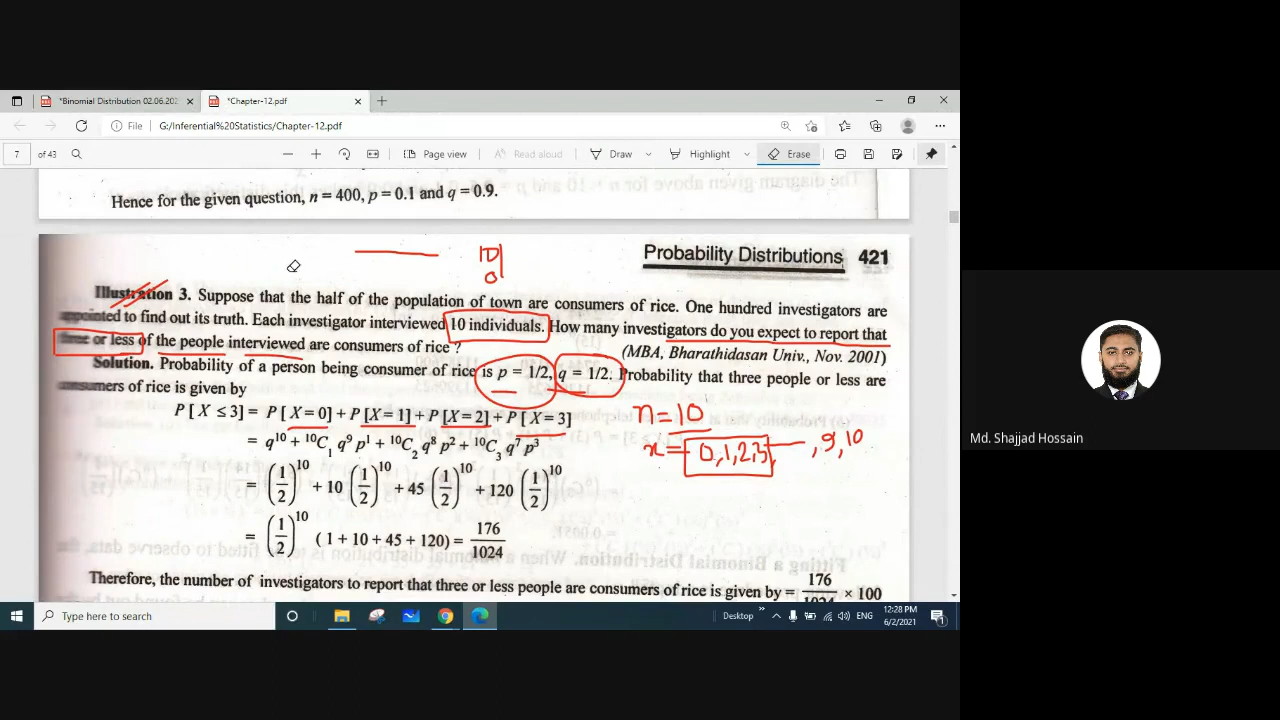 *Binomial Distribution 02.06.202
*Chapter-12.pdf
File
G:/Inferential%20Statistics/Chapter-12.pdf
7 of 43
Page view
Read aloud
Draw
Highlight
Erase
Hence for the given question, n = 400, p = 0.1 and q = 0.9.
10
0
Probability Distributions 421
Illustration 3. Suppose that the half of the population of town are consumers of rice. One hundred investigators are
appointed to find out its truth. Each investigator interviewed 10 individuals. How many investigators do you expect to report that
three or less of the people interviewed are consumers of rice ?
(MBA, Bharathidasan Univ., Nov. 2001)
Solution. Probability of a person being consumer of rice is p = 1/2, q = 1/2. Probability that three people or less are
consumers of rice is given by
P [ X ≤ 3] = P [X = 0] + P [X = 1] + P [X = 2] + P [ X = 3]
n = 10
= q¹⁰ + ¹⁰C₁ q⁹ p¹ + ¹⁰C₂ q⁸ p² + ¹⁰C₃ q⁷ p³
x = 0,1,2,3, — , 9, 10
= (1/2)¹⁰ + 10 (1/2)¹⁰ + 45 (1/2)¹⁰ + 120 (1/2)¹⁰
= (1/2)¹⁰ ( 1 + 10 + 45 + 120) = 176/1024
Therefore, the number of investigators to report that three or less people are consumers of rice is given by = 176/1024 × 100
Md. Shajjad Hossain
Type here to search
Desktop
ENG
12:28 PM
6/2/2021